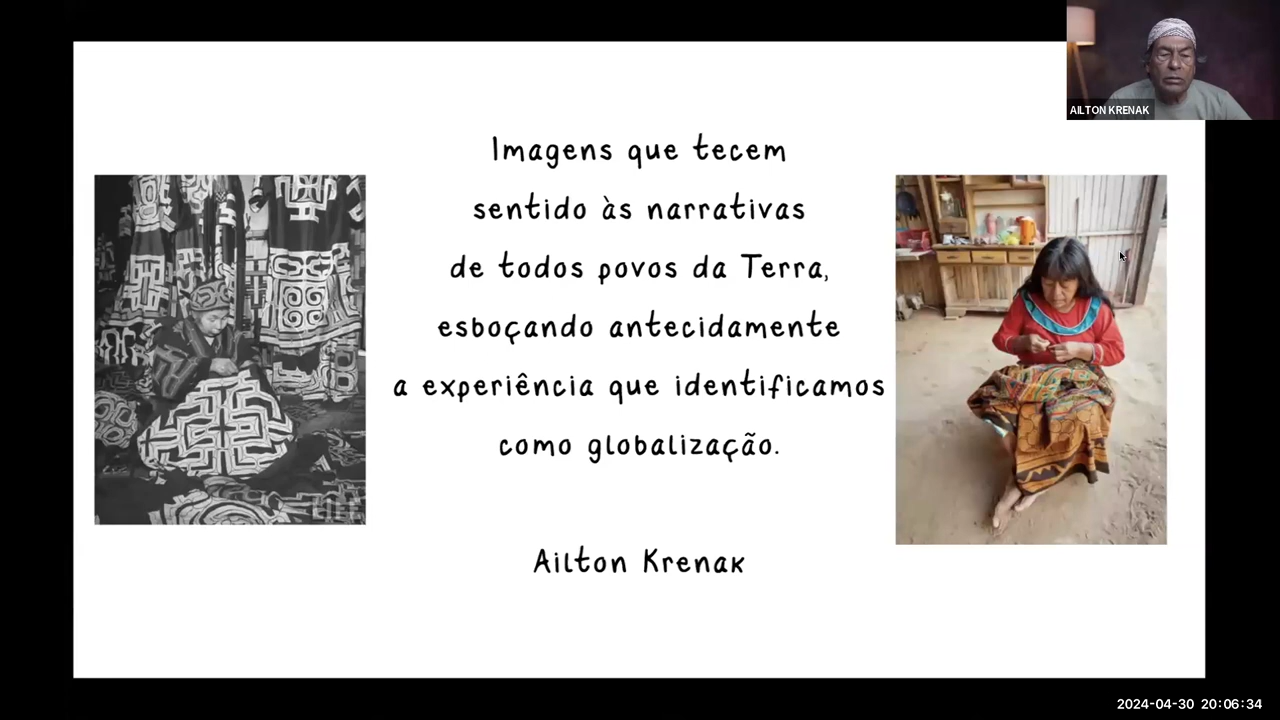 AILTON KRENAK
Imagens que tecem
sentido às narrativas
de todos povos da Terra,
esboçando antecidamente
a experiência que identificamos
como globalização.
LIFE
Ailton Krenak
2024-04-30 20:06:34